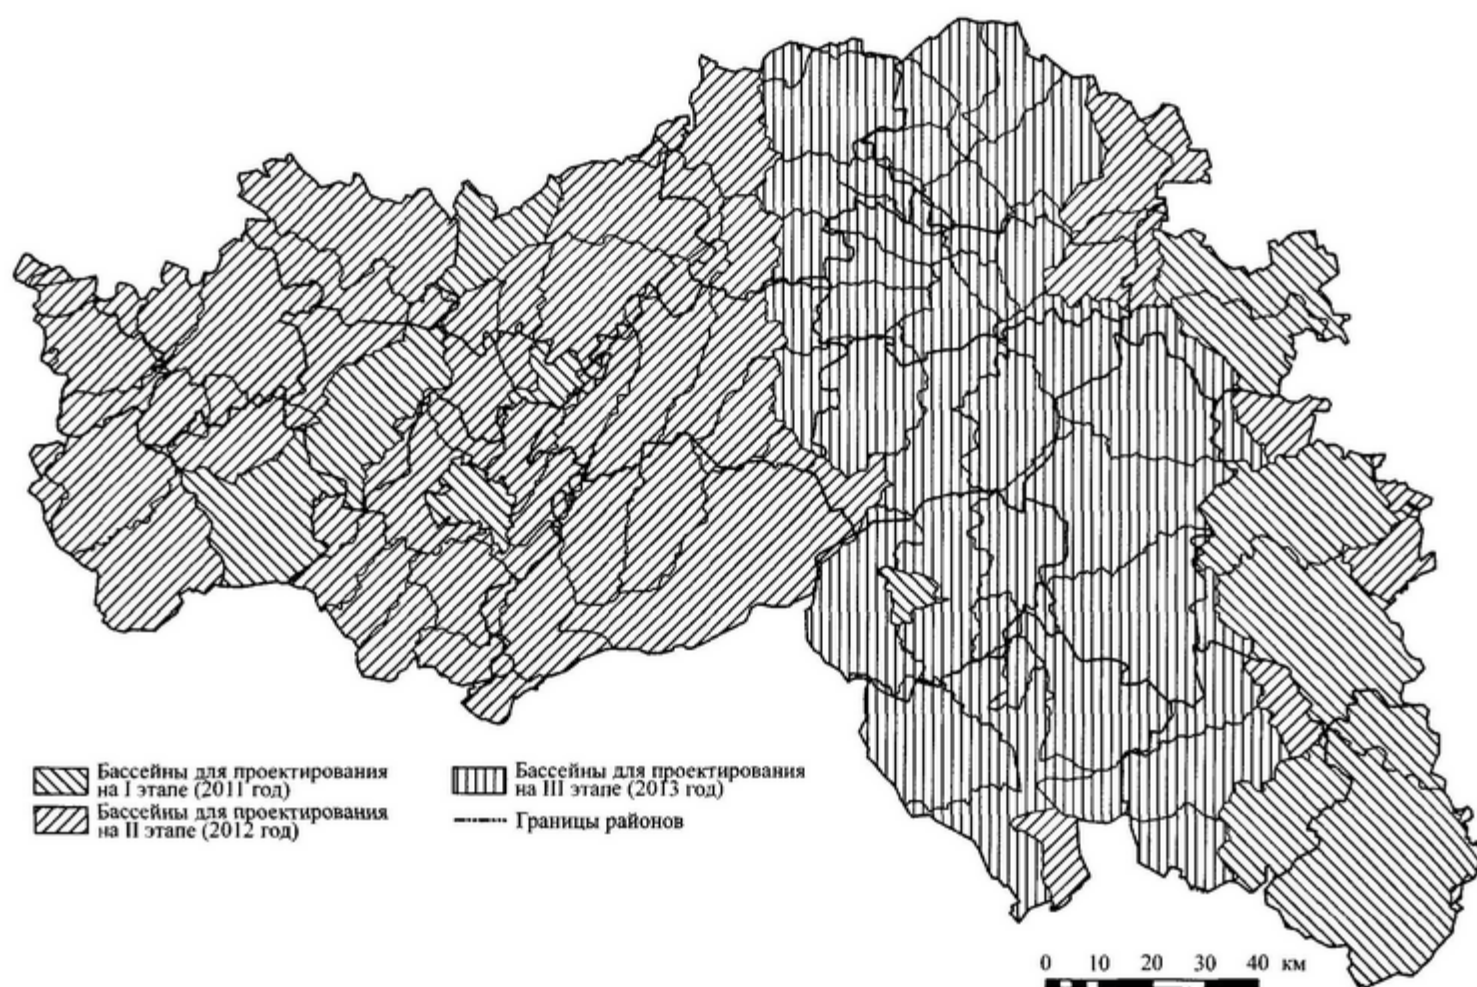 Бассейны для проектирования
на I этапе (2011 год)
Бассейны для проектирования
на II этапе (2012 год)
Бассейны для проектирования
на III этапе (2013 год)
Границы районов
0 10 20 30 40 км